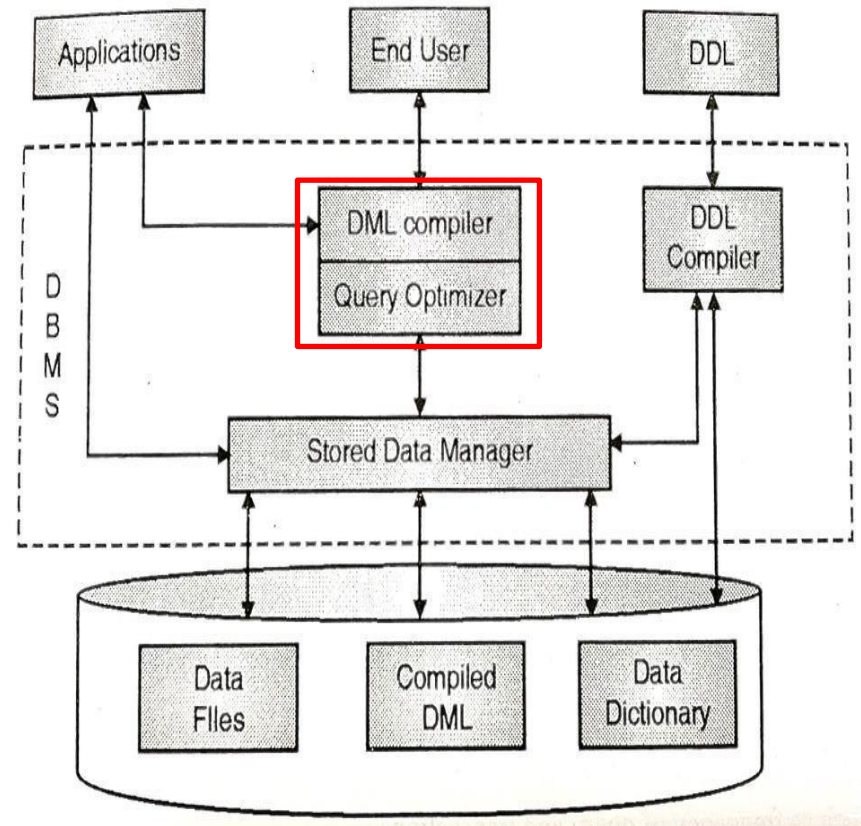 Applications
End User
DDL
DML compiler
Query Optimizer
DDL
Compiler
D
B
M
S
Stored Data Manager
Data
FIles
Compiled
DML
Data
Dictionary